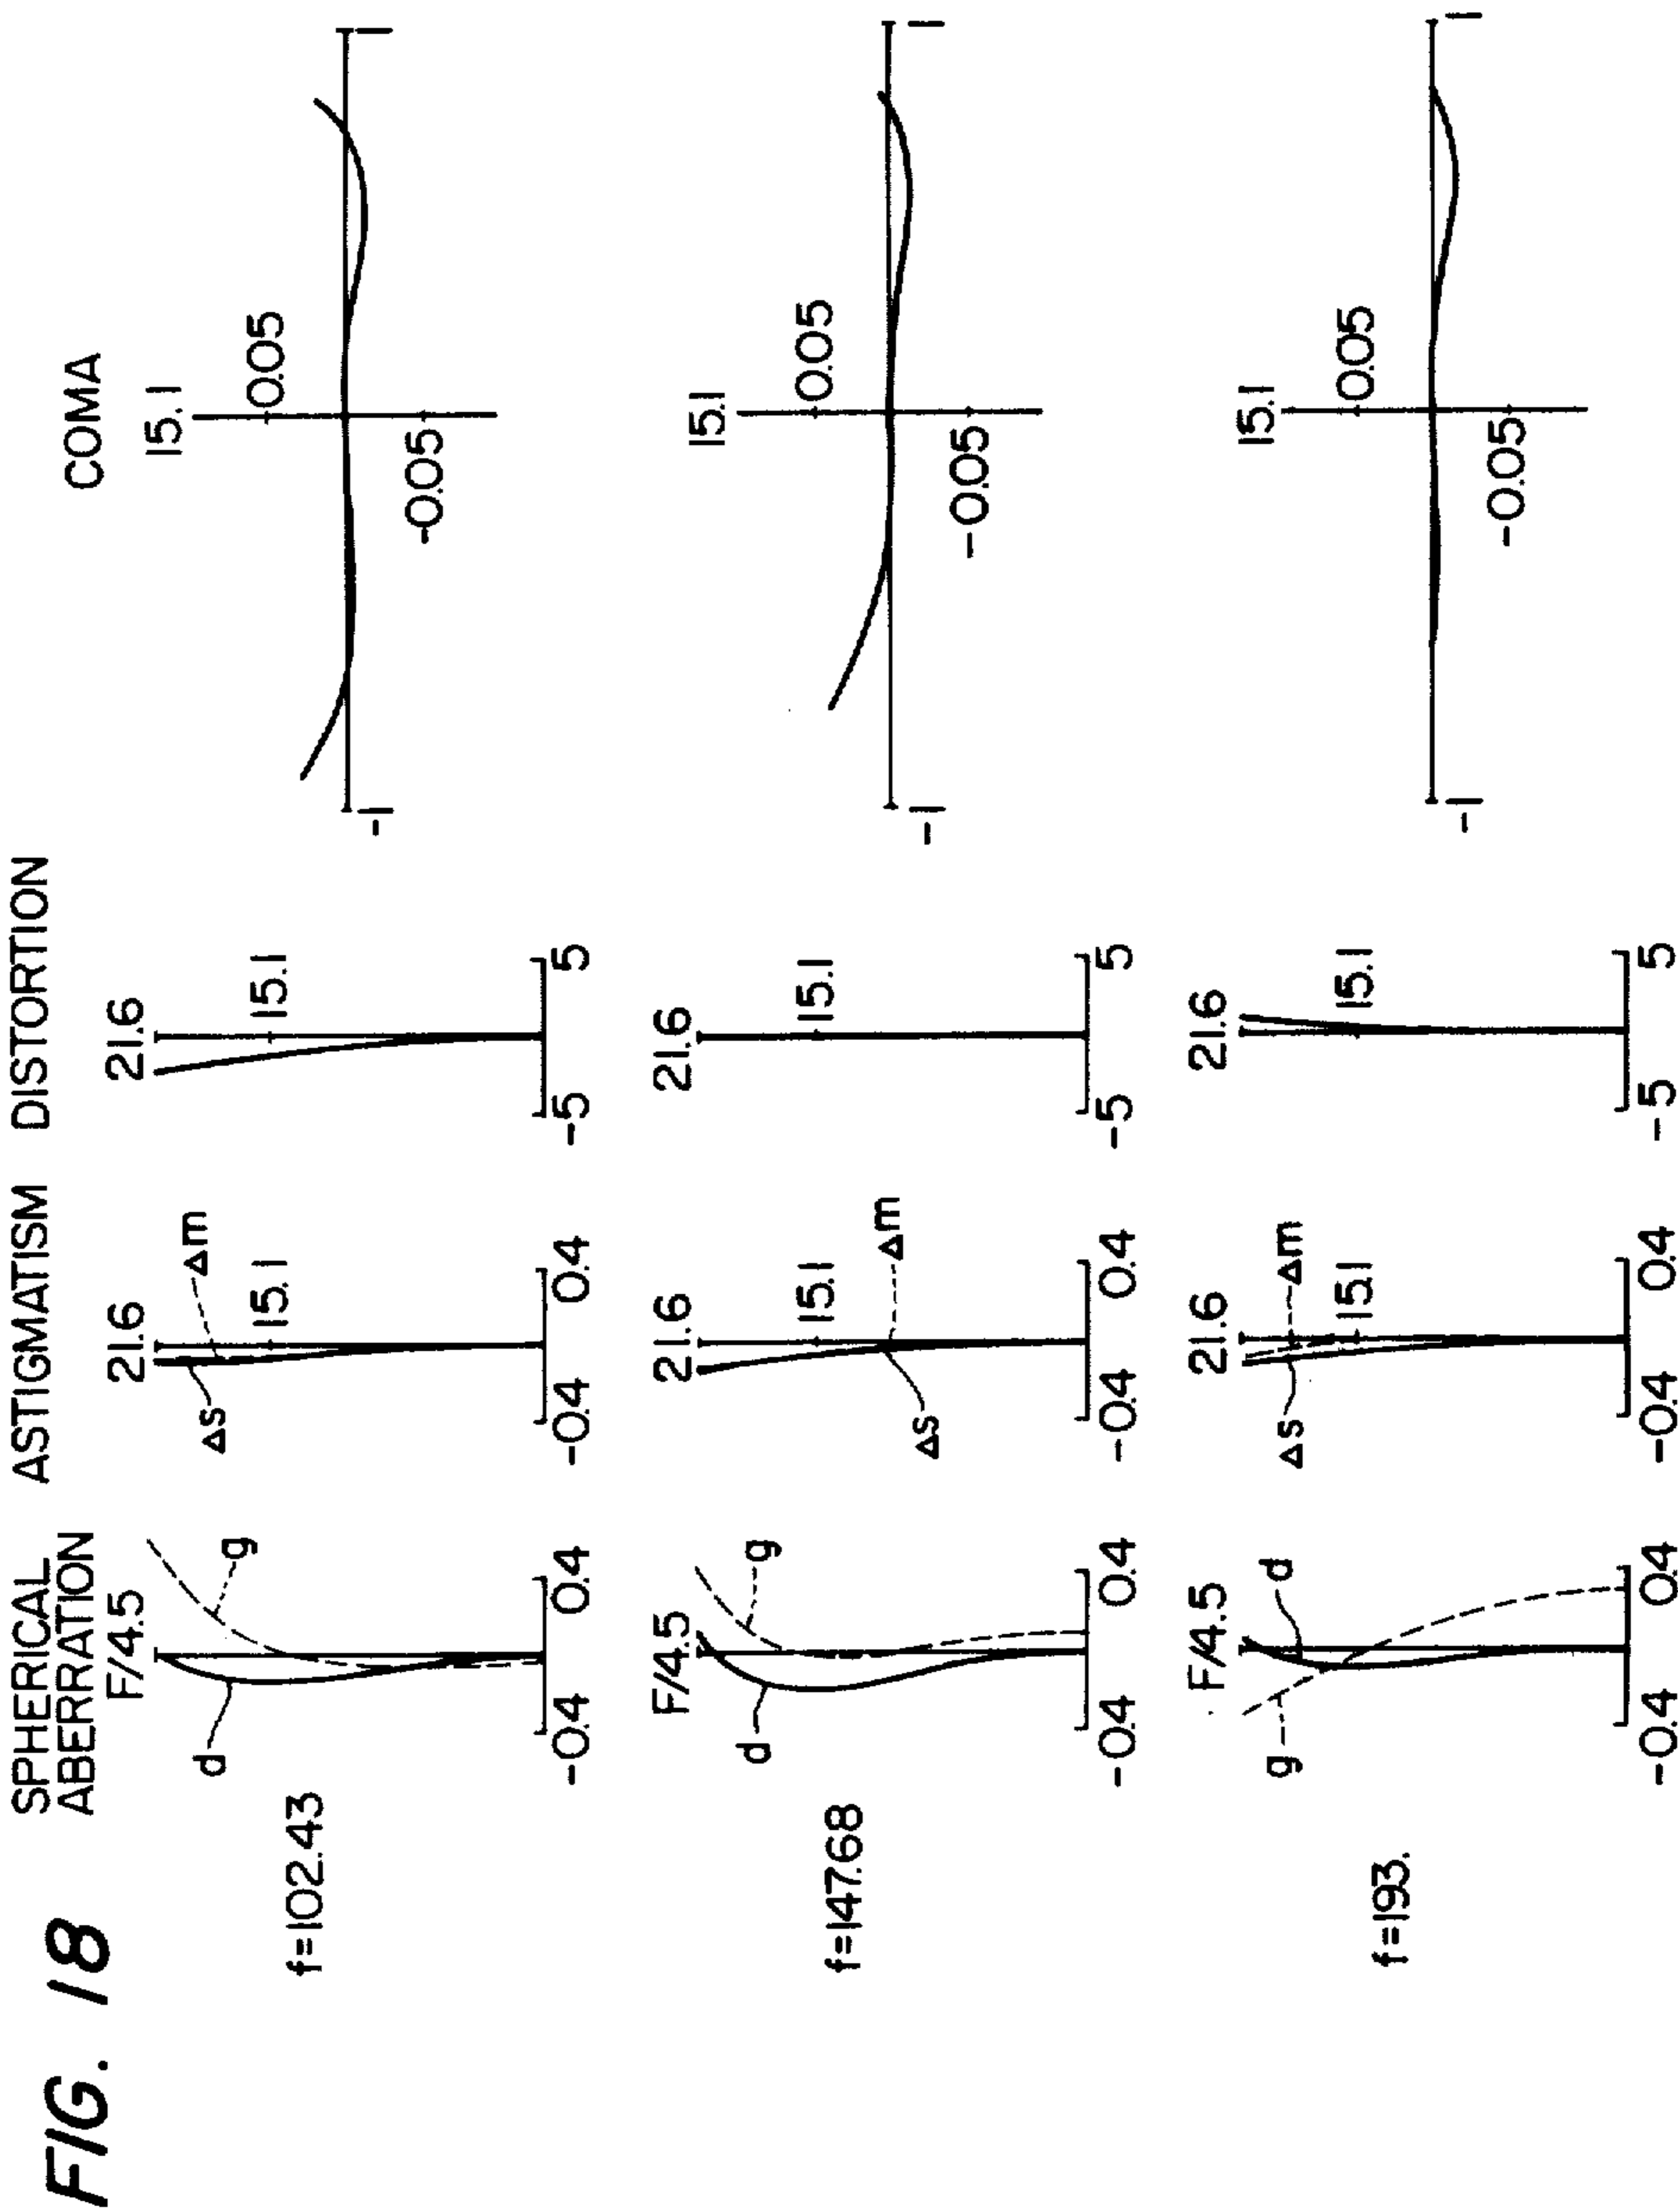 FIG. 18
SPHERICAL ABERRATION
ASTIGMATISM
DISTORTION
COMA
f=102.43
F/4.5
d
g
-0.4 0.4
21.6
15.1
Δs
Δm
-0.4 0.4
21.6
15.1
-5 5
15.1
0.05
-0.05
-1 1
f=147.68
F/4.5
d
g
-0.4 0.4
21.6
15.1
Δs
Δm
-0.4 0.4
21.6
15.1
-5 5
15.1
0.05
-0.05
-1 1
f=193.
F/4.5
g
d
-0.4 0.4
21.6
15.1
Δs
Δm
-0.4 0.4
21.6
15.1
-5 5
15.1
0.05
-0.05
-1 1